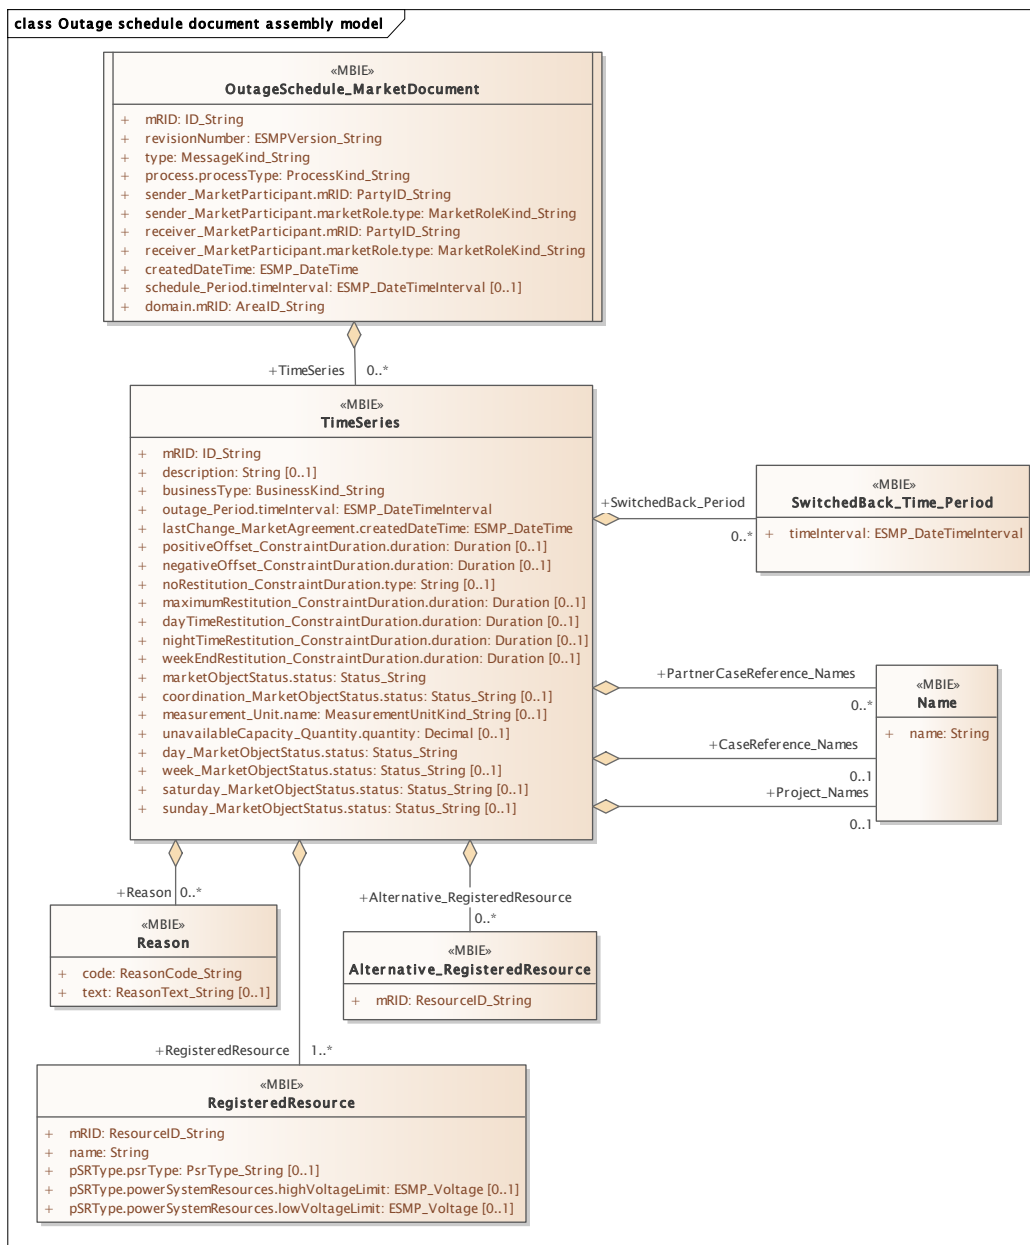 class Outage schedule document assembly model
«MBIE»
OutageSchedule_MarketDocument
+ mRID: ID_String
+ revisionNumber: ESMPVersion_String
+ type: MessageKind_String
+ process.processType: ProcessKind_String
+ sender_MarketParticipant.mRID: PartyID_String
+ sender_MarketParticipant.marketRole.type: MarketRoleKind_String
+ receiver_MarketParticipant.mRID: PartyID_String
+ receiver_MarketParticipant.marketRole.type: MarketRoleKind_String
+ createdDateTime: ESMP_DateTime
+ schedule_Period.timeInterval: ESMP_DateTimeInterval [0..1]
+ domain.mRID: AreaID_String
+TimeSeries 0..*
«MBIE»
TimeSeries
+ mRID: ID_String
+ description: String [0..1]
+ businessType: BusinessKind_String
+ outage_Period.timeInterval: ESMP_DateTimeInterval
+ lastChange_MarketAgreement.createdDateTime: ESMP_DateTime
+ positiveOffset_ConstraintDuration.duration: Duration [0..1]
+ negativeOffset_ConstraintDuration.duration: Duration [0..1]
+ noRestitution_ConstraintDuration.type: String [0..1]
+ maximumRestitution_ConstraintDuration.duration: Duration [0..1]
+ dayTimeRestitution_ConstraintDuration.duration: Duration [0..1]
+ nightTimeRestitution_ConstraintDuration.duration: Duration [0..1]
+ weekEndRestitution_ConstraintDuration.duration: Duration [0..1]
+ marketObjectStatus.status: Status_String
+ coordination_MarketObjectStatus.status: Status_String [0..1]
+ measurement_Unit.name: MeasurementUnitKind_String [0..1]
+ unavailableCapacity_Quantity.quantity: Decimal [0..1]
+ day_MarketObjectStatus.status: Status_String
+ week_MarketObjectStatus.status: Status_String [0..1]
+ saturday_MarketObjectStatus.status: Status_String [0..1]
+ sunday_MarketObjectStatus.status: Status_String [0..1]
+SwitchedBack_Period
0..*
«MBIE»
SwitchedBack_Time_Period
+ timeInterval: ESMP_DateTimeInterval
+PartnerCaseReference_Names
0..*
+CaseReference_Names
0..1
+Project_Names
0..1
«MBIE»
Name
+ name: String
+Reason 0..*
«MBIE»
Reason
+ code: ReasonCode_String
+ text: ReasonText_String [0..1]
+Alternative_RegisteredResource
0..*
«MBIE»
Alternative_RegisteredResource
+ mRID: ResourceID_String
+RegisteredResource 1..*
«MBIE»
RegisteredResource
+ mRID: ResourceID_String
+ name: String
+ pSRType.psrType: PsrType_String [0..1]
+ pSRType.powerSystemResources.highVoltageLimit: ESMP_Voltage [0..1]
+ pSRType.powerSystemResources.lowVoltageLimit: ESMP_Voltage [0..1]